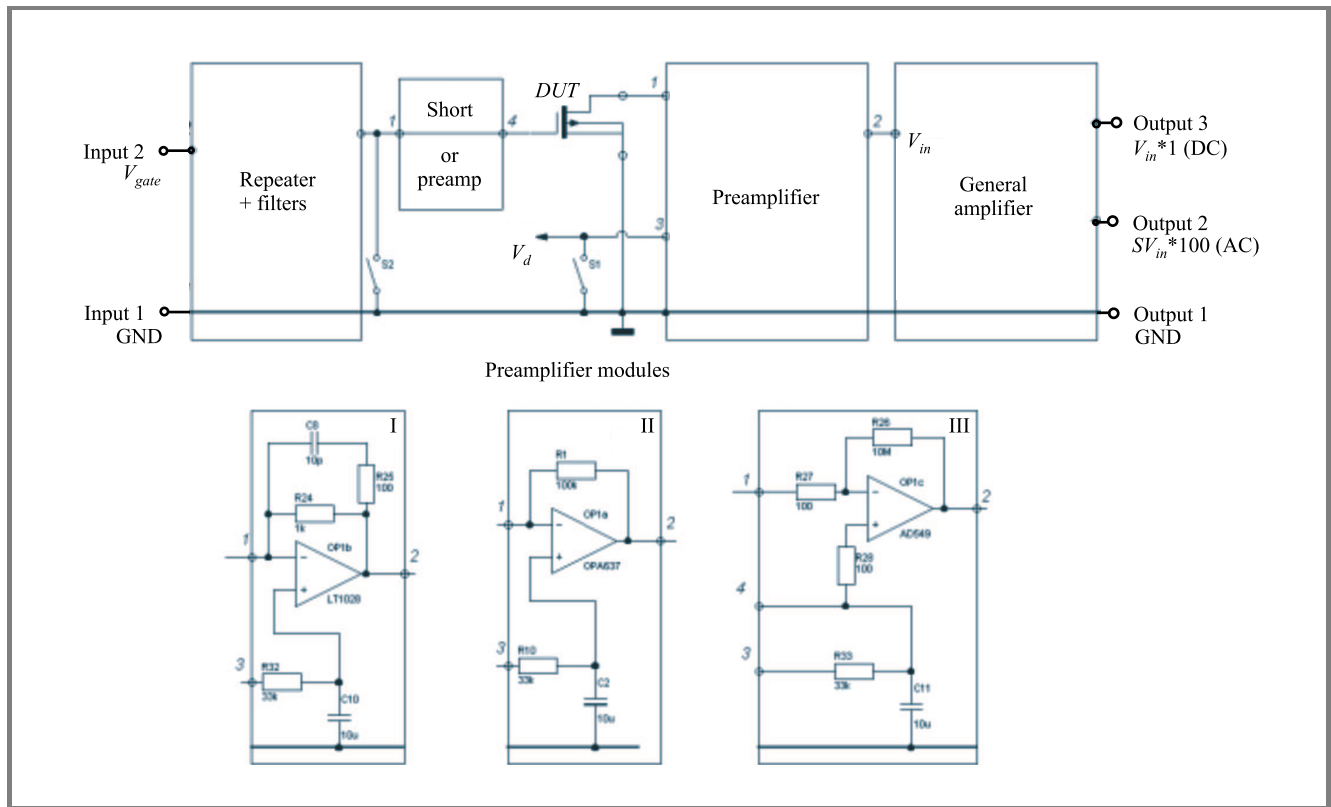 DUT
1
Short
1
4
or
preamp
Input 2
V_gate
Repeater
+ filters
Preamplifier
2
V_in
General
amplifier
Output 3
V_in*1 (DC)
Output 2
SV_in*100 (AC)
3
V_d
S2
S1
Input 1
GND
Output 1
GND
Preamplifier modules
I
C8
10p
R25
100
R24
1k
1
OP1b
2
LT1028
3
R32
33k
C10
10u
II
R1
100k
1
OP1a
2
OPA637
3
R10
33k
C2
10u
III
R26
10M
1
R27
100
OP1c
2
AD549
R28
100
4
3
R33
33k
C11
10u